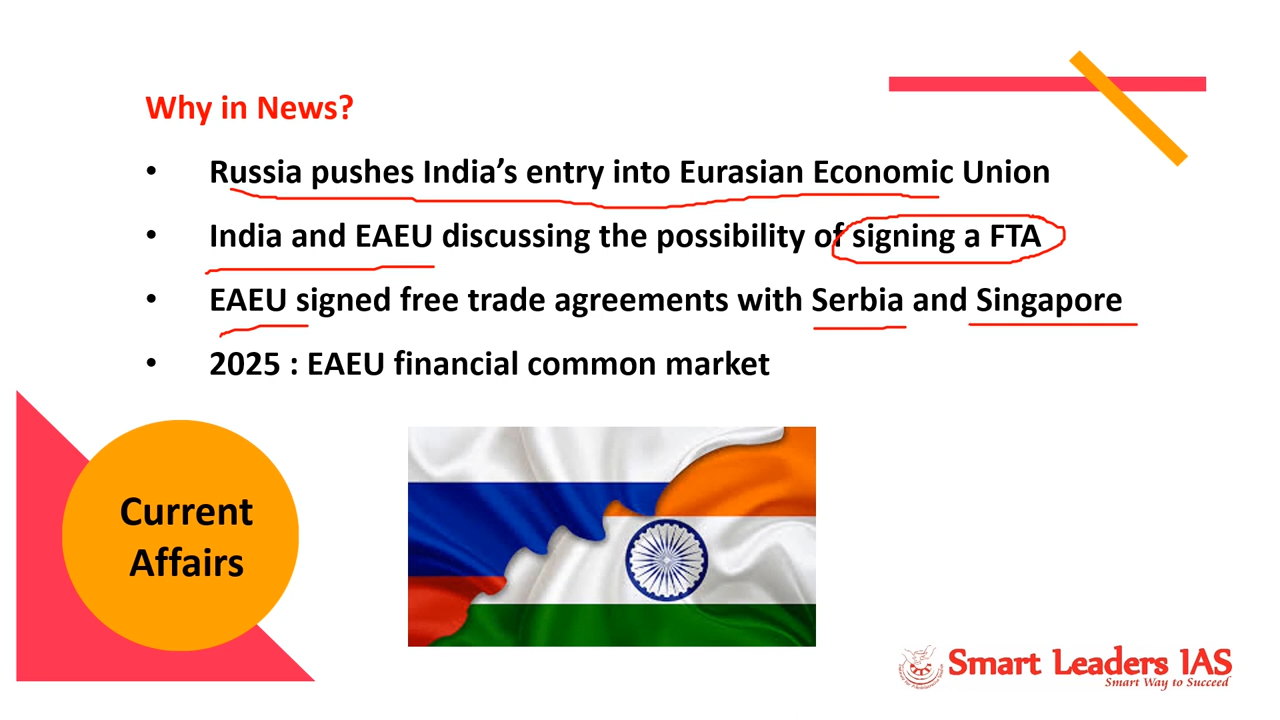 Why in News?
• Russia pushes India’s entry into Eurasian Economic Union
• India and EAEU discussing the possibility of signing a FTA
• EAEU signed free trade agreements with Serbia and Singapore
• 2025 : EAEU financial common market
Current
Affairs
Smart Leaders IAS
Smart Way to Succeed